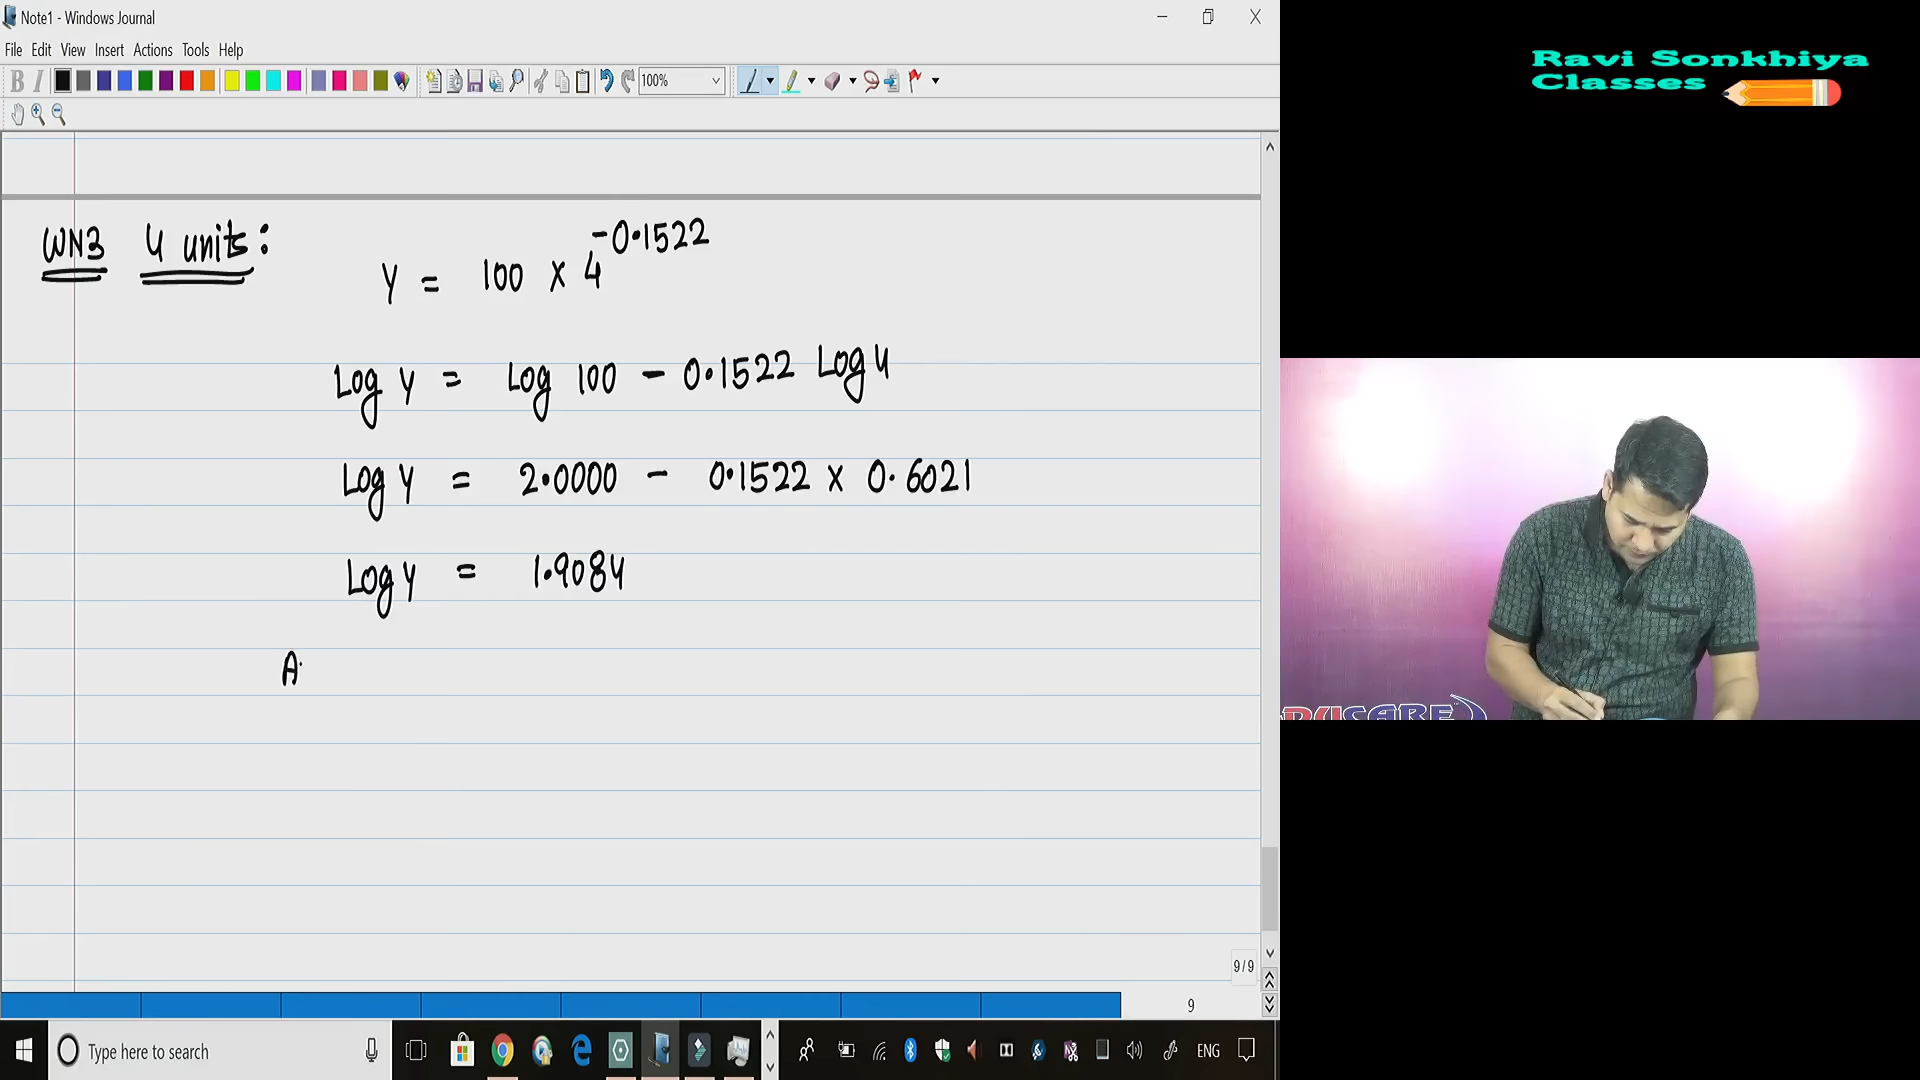 Note1 - Windows Journal
File Edit View Insert Actions Tools Help
B I 100%
Ravi Sonkhiya
Classes
WN3 4 units:
Y = 100 × 4^-0.1522
Log Y = Log 100 - 0.1522 Log 4
Log Y = 2.0000 - 0.1522 × 0.6021
Log Y = 1.9084
A
9/9
9
Type here to search
ENG